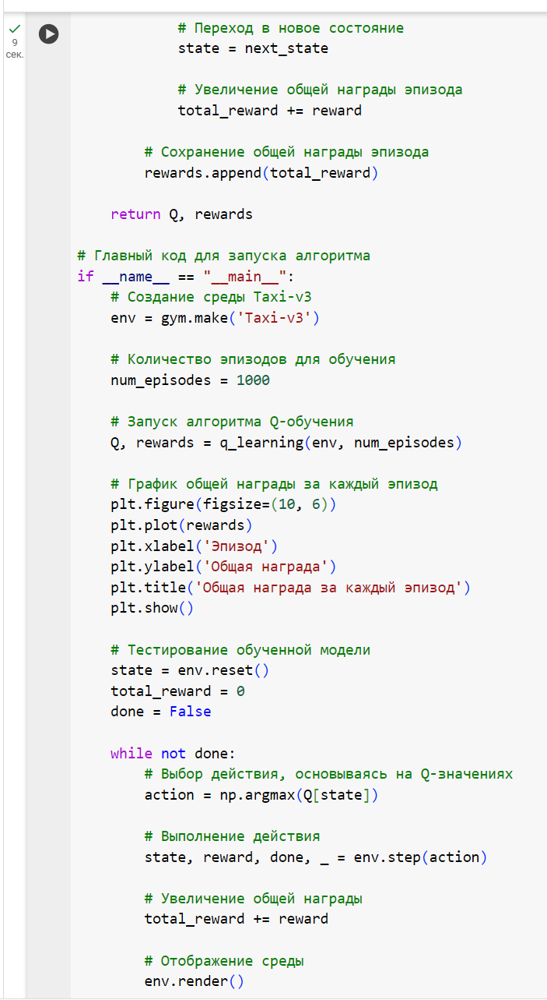 9
сек.
            # Переход в новое состояние
            state = next_state

            # Увеличение общей награды эпизода
            total_reward += reward

        # Сохранение общей награды эпизода
        rewards.append(total_reward)

    return Q, rewards

# Главный код для запуска алгоритма
if __name__ == "__main__":
    # Создание среды Taxi-v3
    env = gym.make('Taxi-v3')

    # Количество эпизодов для обучения
    num_episodes = 1000

    # Запуск алгоритма Q-обучения
    Q, rewards = q_learning(env, num_episodes)

    # График общей награды за каждый эпизод
    plt.figure(figsize=(10, 6))
    plt.plot(rewards)
    plt.xlabel('Эпизод')
    plt.ylabel('Общая награда')
    plt.title('Общая награда за каждый эпизод')
    plt.show()

    # Тестирование обученной модели
    state = env.reset()
    total_reward = 0
    done = False

    while not done:
        # Выбор действия, основываясь на Q-значениях
        action = np.argmax(Q[state])

        # Выполнение действия
        state, reward, done, _ = env.step(action)

        # Увеличение общей награды
        total_reward += reward

        # Отображение среды
        env.render()